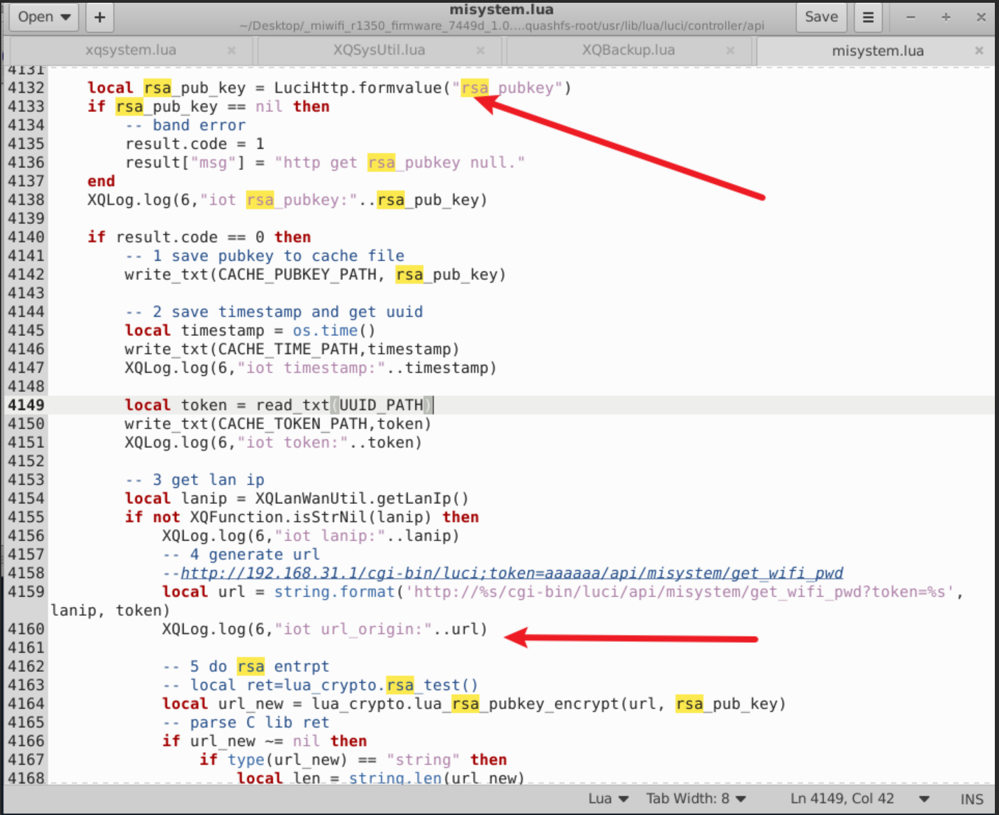 Open
+
misystem.lua
~/Desktop/_miwifi_r1350_firmware_7449d_1.0....quashfs-root/usr/lib/lua/luci/controller/api
Save
xqsystem.lua
XQSysUtil.lua
XQBackup.lua
misystem.lua
4131
4132    local rsa_pub_key = LuciHttp.formvalue("rsa_pubkey")
4133    if rsa_pub_key == nil then
4134        -- band error
4135        result.code = 1
4136        result["msg"] = "http get rsa_pubkey null."
4137    end
4138    XQLog.log(6,"iot rsa_pubkey:"..rsa_pub_key)
4139
4140    if result.code == 0 then
4141        -- 1 save pubkey to cache file
4142        write_txt(CACHE_PUBKEY_PATH, rsa_pub_key)
4143
4144        -- 2 save timestamp and get uuid
4145        local timestamp = os.time()
4146        write_txt(CACHE_TIME_PATH,timestamp)
4147        XQLog.log(6,"iot timestamp:"..timestamp)
4148
4149        local token = read_txt(UUID_PATH)
4150        write_txt(CACHE_TOKEN_PATH,token)
4151        XQLog.log(6,"iot token:"..token)
4152
4153        -- 3 get lan ip
4154        local lanip = XQLanWanUtil.getLanIp()
4155        if not XQFunction.isStrNil(lanip) then
4156            XQLog.log(6,"iot lanip:"..lanip)
4157            -- 4 generate url
4158            --http://192.168.31.1/cgi-bin/luci;token=aaaaaa/api/misystem/get_wifi_pwd
4159            local url = string.format('http://%s/cgi-bin/luci/api/misystem/get_wifi_pwd?token=%s',
lanip, token)
4160            XQLog.log(6,"iot url_origin:"..url)
4161
4162            -- 5 do rsa entrpt
4163            -- local ret=lua_crypto.rsa_test()
4164            local url_new = lua_crypto.lua_rsa_pubkey_encrypt(url, rsa_pub_key)
4165            -- parse C lib ret
4166            if url_new ~= nil then
4167                if type(url_new) == "string" then
4168                    local len = string.len(url_new)
Lua
Tab Width: 8
Ln 4149, Col 42
INS